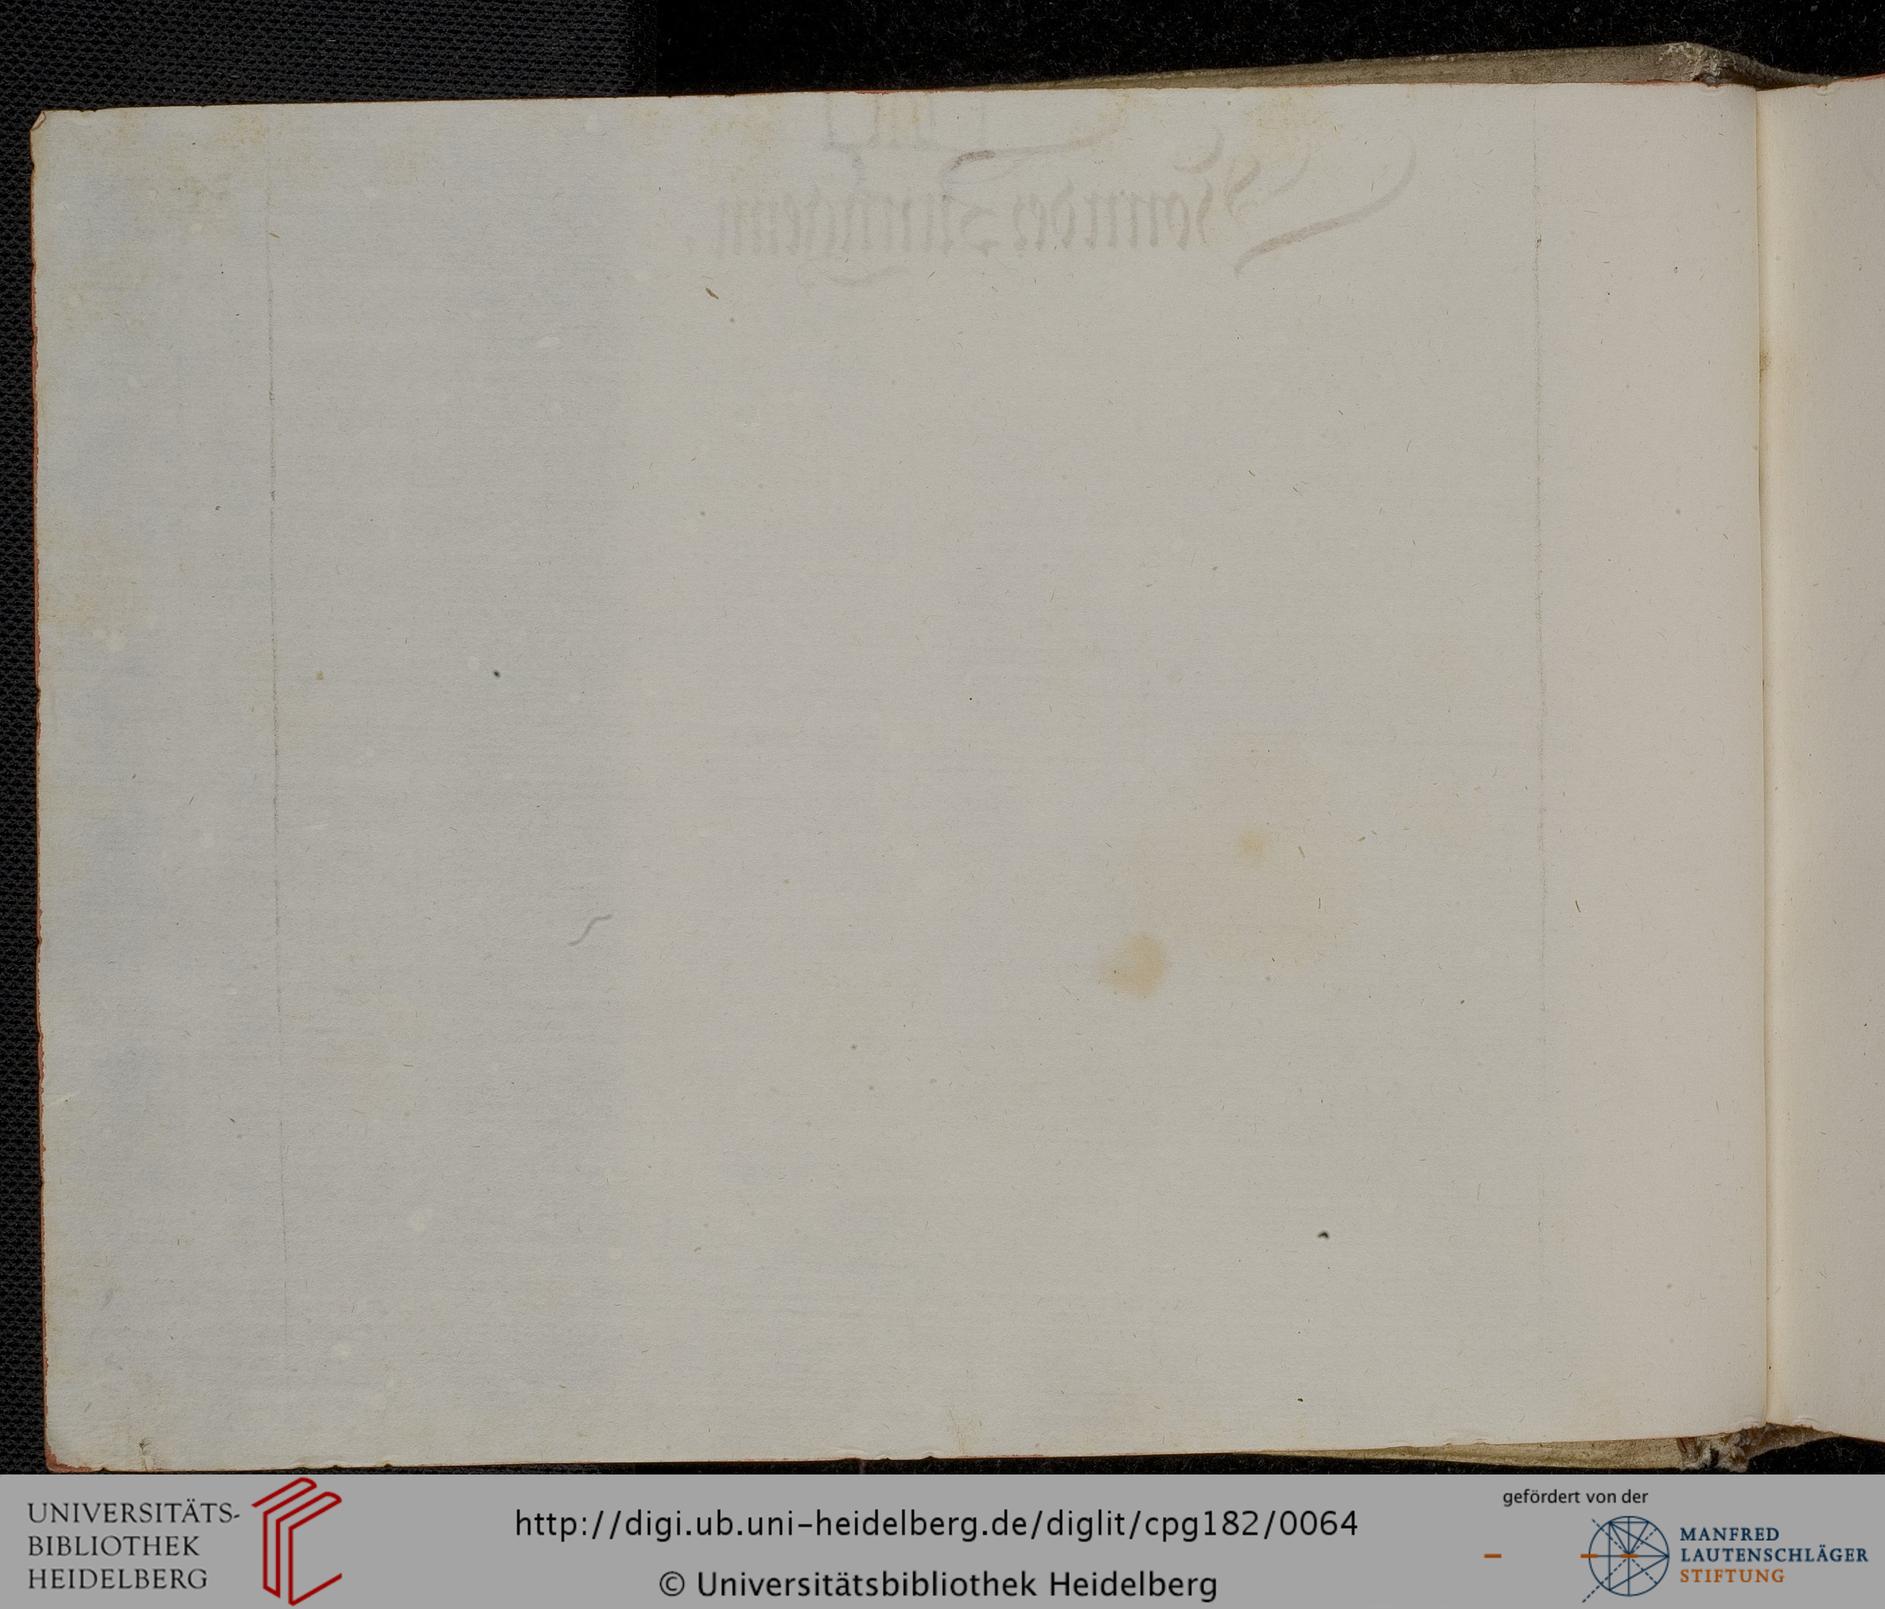 UNIVERSITÄTS-
BIBLIOTHEK
HEIDELBERG
http://digi.ub.uni-heidelberg.de/diglit/cpg182/0064
© Universitätsbibliothek Heidelberg
gefördert von der
MANFRED
LAUTENSCHLÄGER
STIFTUNG